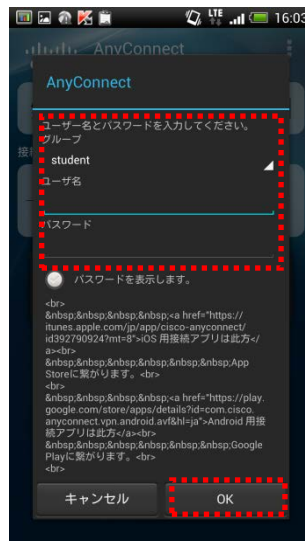 LTE 16:03
AnyConnect
AnyConnect
ユーザー名とパスワードを入力してください。
グループ
student
ユーザ名
パスワード
パスワードを表示します。
<br>
&nbsp;&nbsp;&nbsp;&nbsp;<a href="https://
itunes.apple.com/jp/app/cisco-anyconnect/
id392790924?mt=8">iOS 用接続アプリは此方</
a><br>
&nbsp;&nbsp;&nbsp;&nbsp;&nbsp;&nbsp;App
Storeに繋がります。<br>
<br>
&nbsp;&nbsp;&nbsp;&nbsp;<a href="https://play.
google.com/store/apps/details?id=com.cisco.
anyconnect.vpn.android.avf&hl=ja">Android 用接
続アプリは此方</a><br>
&nbsp;&nbsp;&nbsp;&nbsp;&nbsp;&nbsp;Google
Playに繋がります。<br>
<br>
キャンセル OK